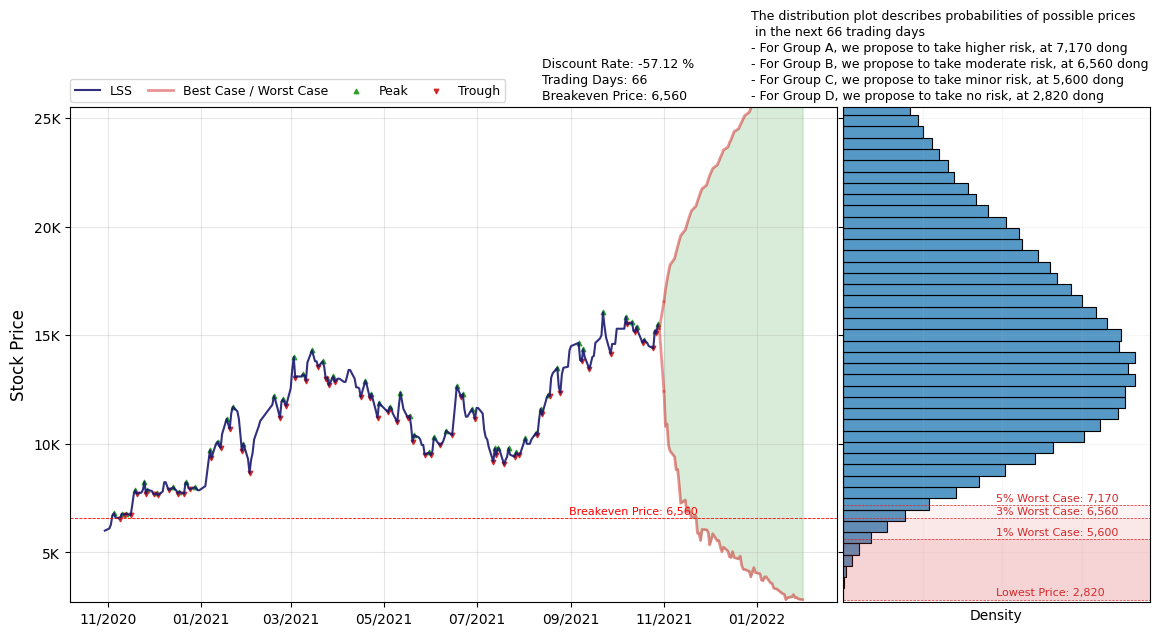 The distribution plot describes probabilities of possible prices
in the next 66 trading days
- For Group A, we propose to take higher risk, at 7,170 dong
- For Group B, we propose to take moderate risk, at 6,560 dong
- For Group C, we propose to take minor risk, at 5,600 dong
- For Group D, we propose to take no risk, at 2,820 dong
Discount Rate: -57.12 %
Trading Days: 66
Breakeven Price: 6,560
LSS
Best Case / Worst Case
Peak
Trough
Stock Price
25K
20K
15K
10K
5K
Breakeven Price: 6,560
5% Worst Case: 7,170
3% Worst Case: 6,560
1% Worst Case: 5,600
Lowest Price: 2,820
11/2020
01/2021
03/2021
05/2021
07/2021
09/2021
11/2021
01/2022
Density